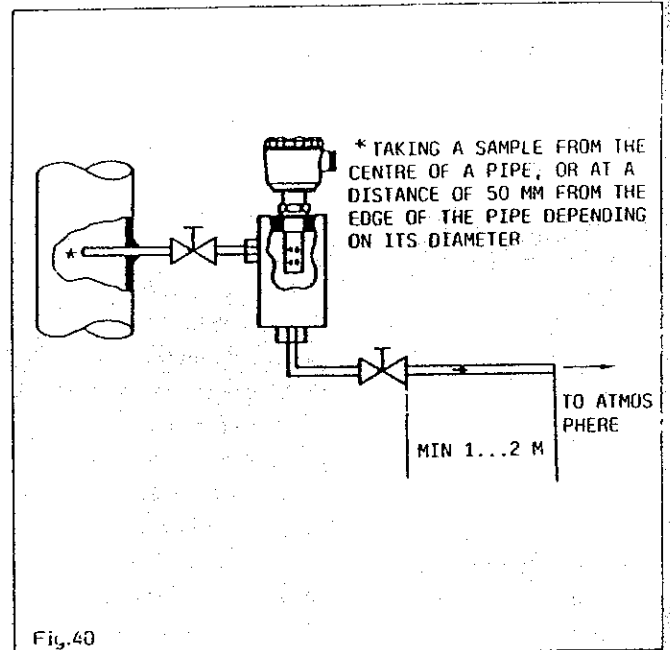 * TAKING A SAMPLE FROM THE
CENTRE OF A PIPE, OR AT A
DISTANCE OF 50 MM FROM THE
EDGE OF THE PIPE DEPENDING
ON ITS DIAMETER
*
TO ATMOS
PHERE
MIN 1...2 M
Fig.40